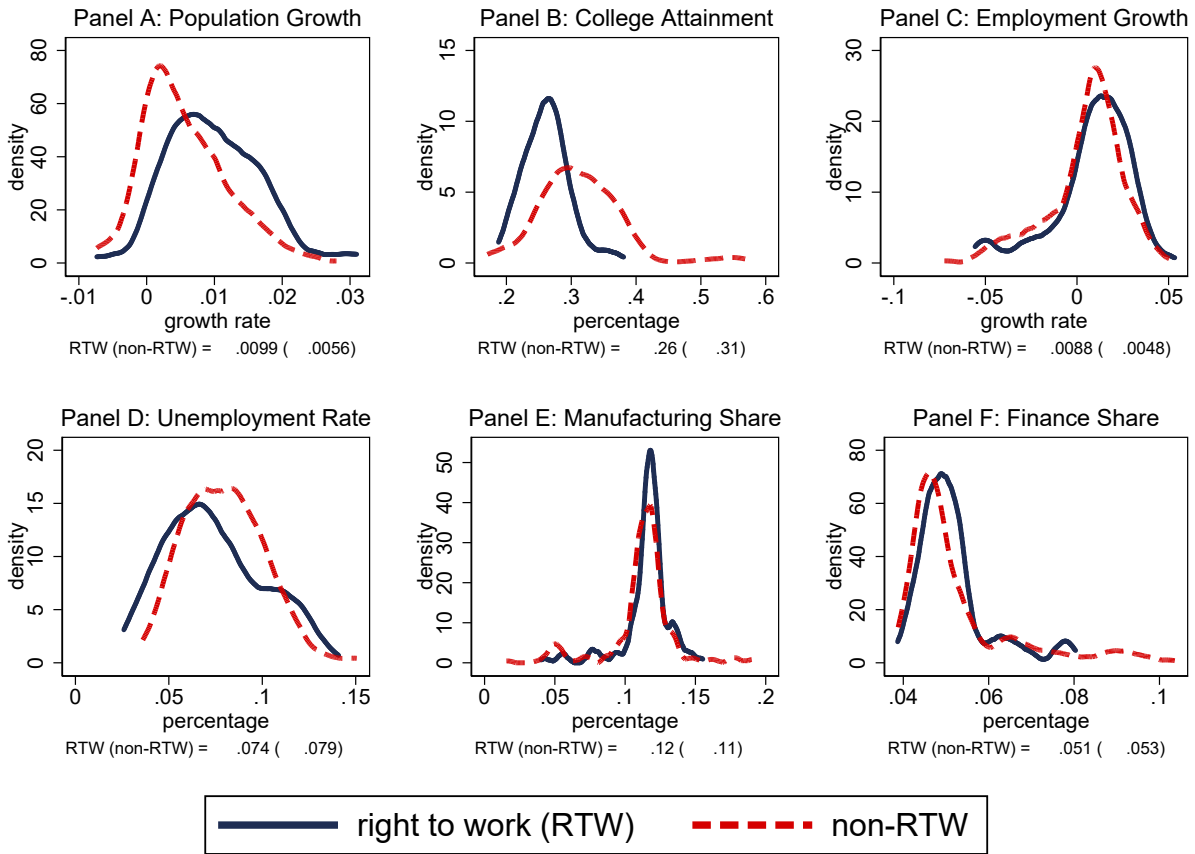 Panel A: Population Growth
80
60
40
20
0
density
-.01 0 .01 .02 .03
growth rate
RTW (non-RTW) = .0099 ( .0056)
Panel B: College Attainment
15
10
5
0
density
.2 .3 .4 .5 .6
percentage
RTW (non-RTW) = .26 ( .31)
Panel C: Employment Growth
30
20
10
0
density
-.1 -.05 0 .05
growth rate
RTW (non-RTW) = .0088 ( .0048)
Panel D: Unemployment Rate
20
15
10
5
0
density
0 .05 .1 .15
percentage
RTW (non-RTW) = .074 ( .079)
Panel E: Manufacturing Share
50
40
30
20
10
0
density
0 .05 .1 .15 .2
percentage
RTW (non-RTW) = .12 ( .11)
Panel F: Finance Share
80
60
40
20
0
density
.04 .06 .08 .1
percentage
RTW (non-RTW) = .051 ( .053)
right to work (RTW)
non-RTW